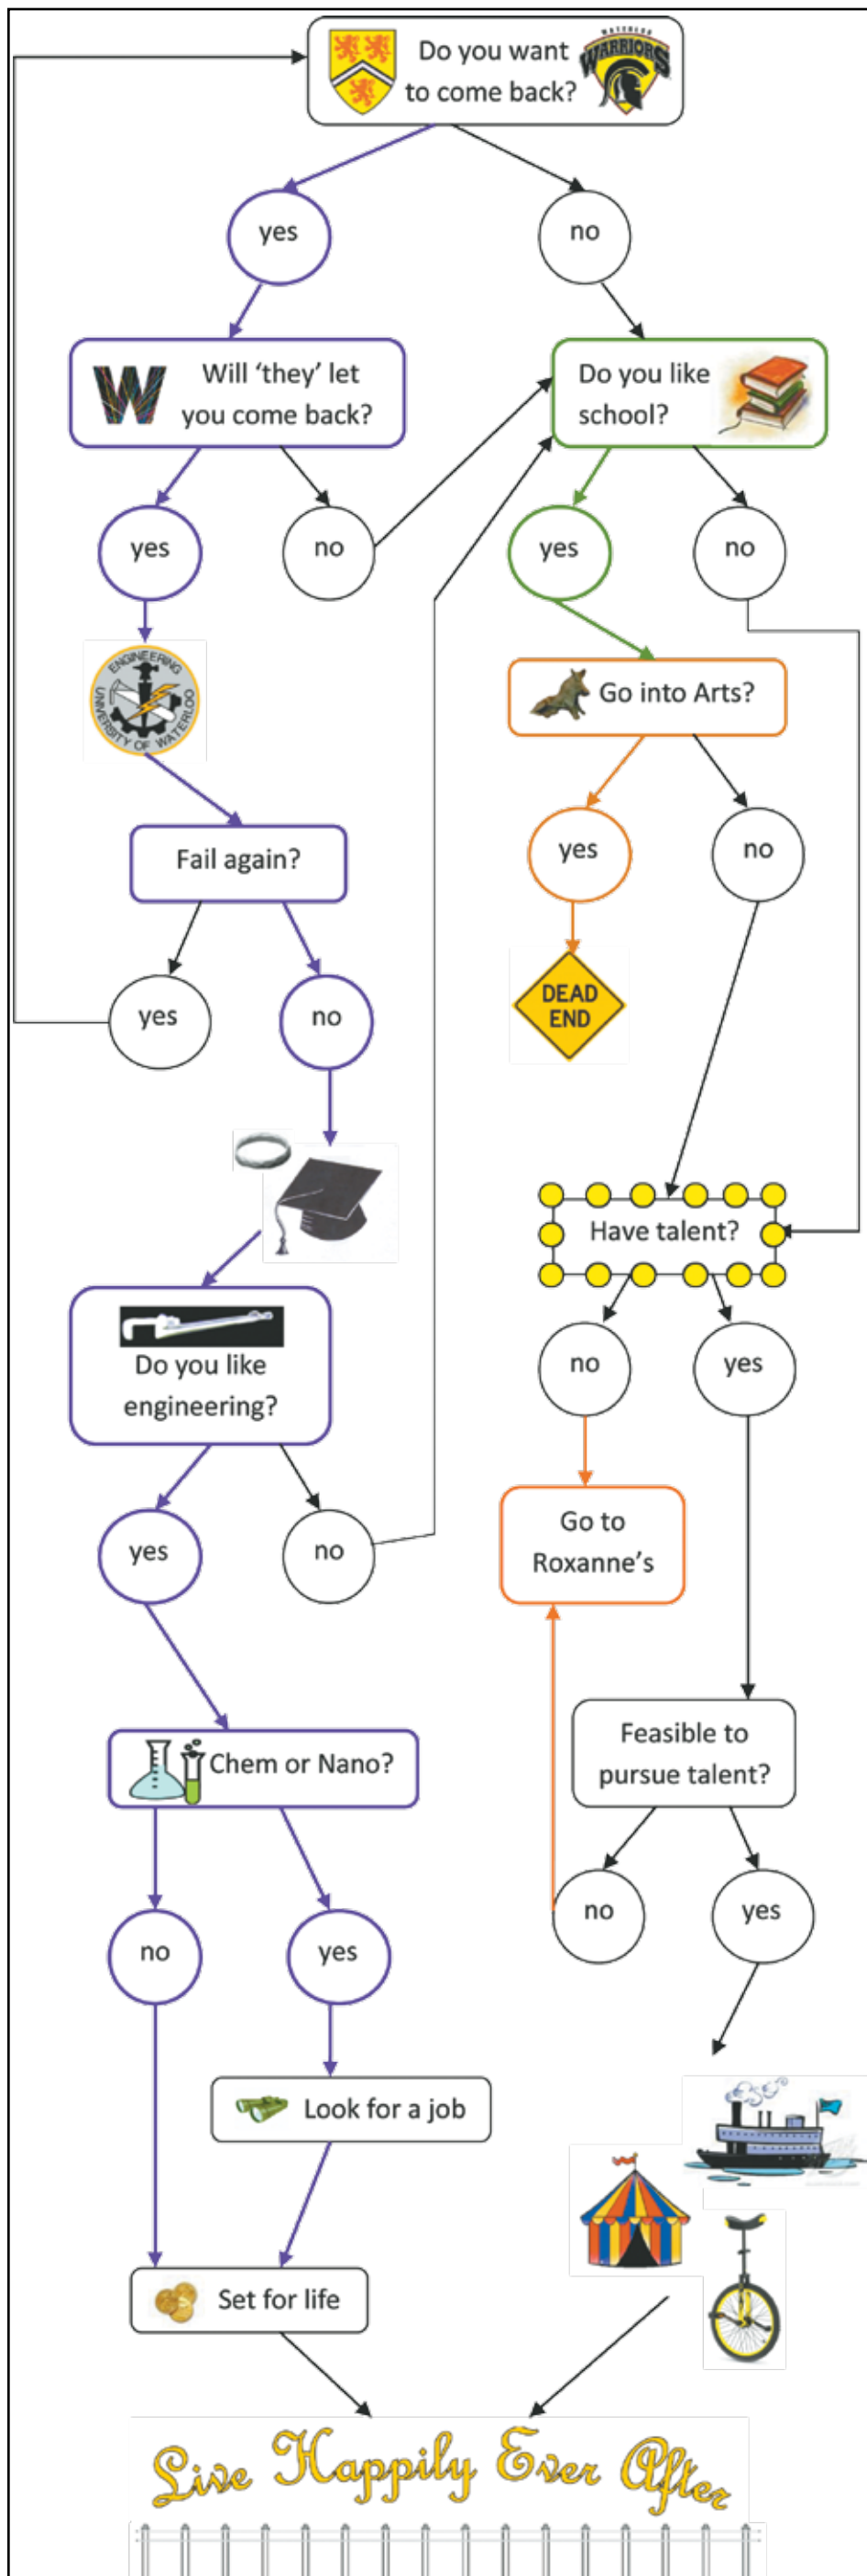 Do you want
to come back?
WATERLOO
WARRIORS
yes
no
Will ‘they’ let
you come back?
Do you like
school?
yes
no
yes
no
ENGINEERING
UNIVERSITY OF WATERLOO
Go into Arts?
yes
no
Fail again?
yes
no
DEAD
END
Have talent?
no
yes
Do you like
engineering?
yes
no
Go to
Roxanne’s
Chem or Nano?
no
yes
Feasible to
pursue talent?
no
yes
Look for a job
Set for life
Live Happily Ever After